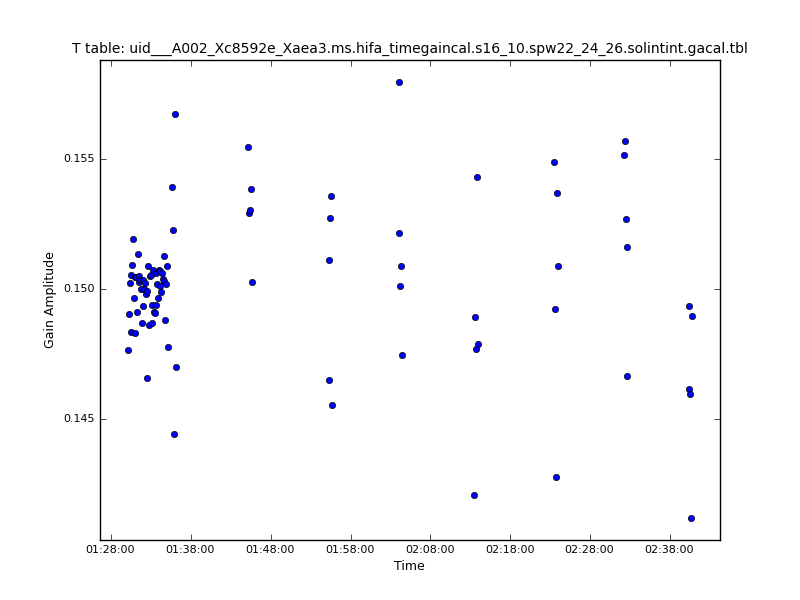 T table: uid___A002_Xc8592e_Xaea3.ms.hifa_timegaincal.s16_10.spw22_24_26.solintint.gacal.tbl
0.155
0.150
0.145
Gain Amplitude
01:28:00 01:38:00 01:48:00 01:58:00 02:08:00 02:18:00 02:28:00 02:38:00
Time